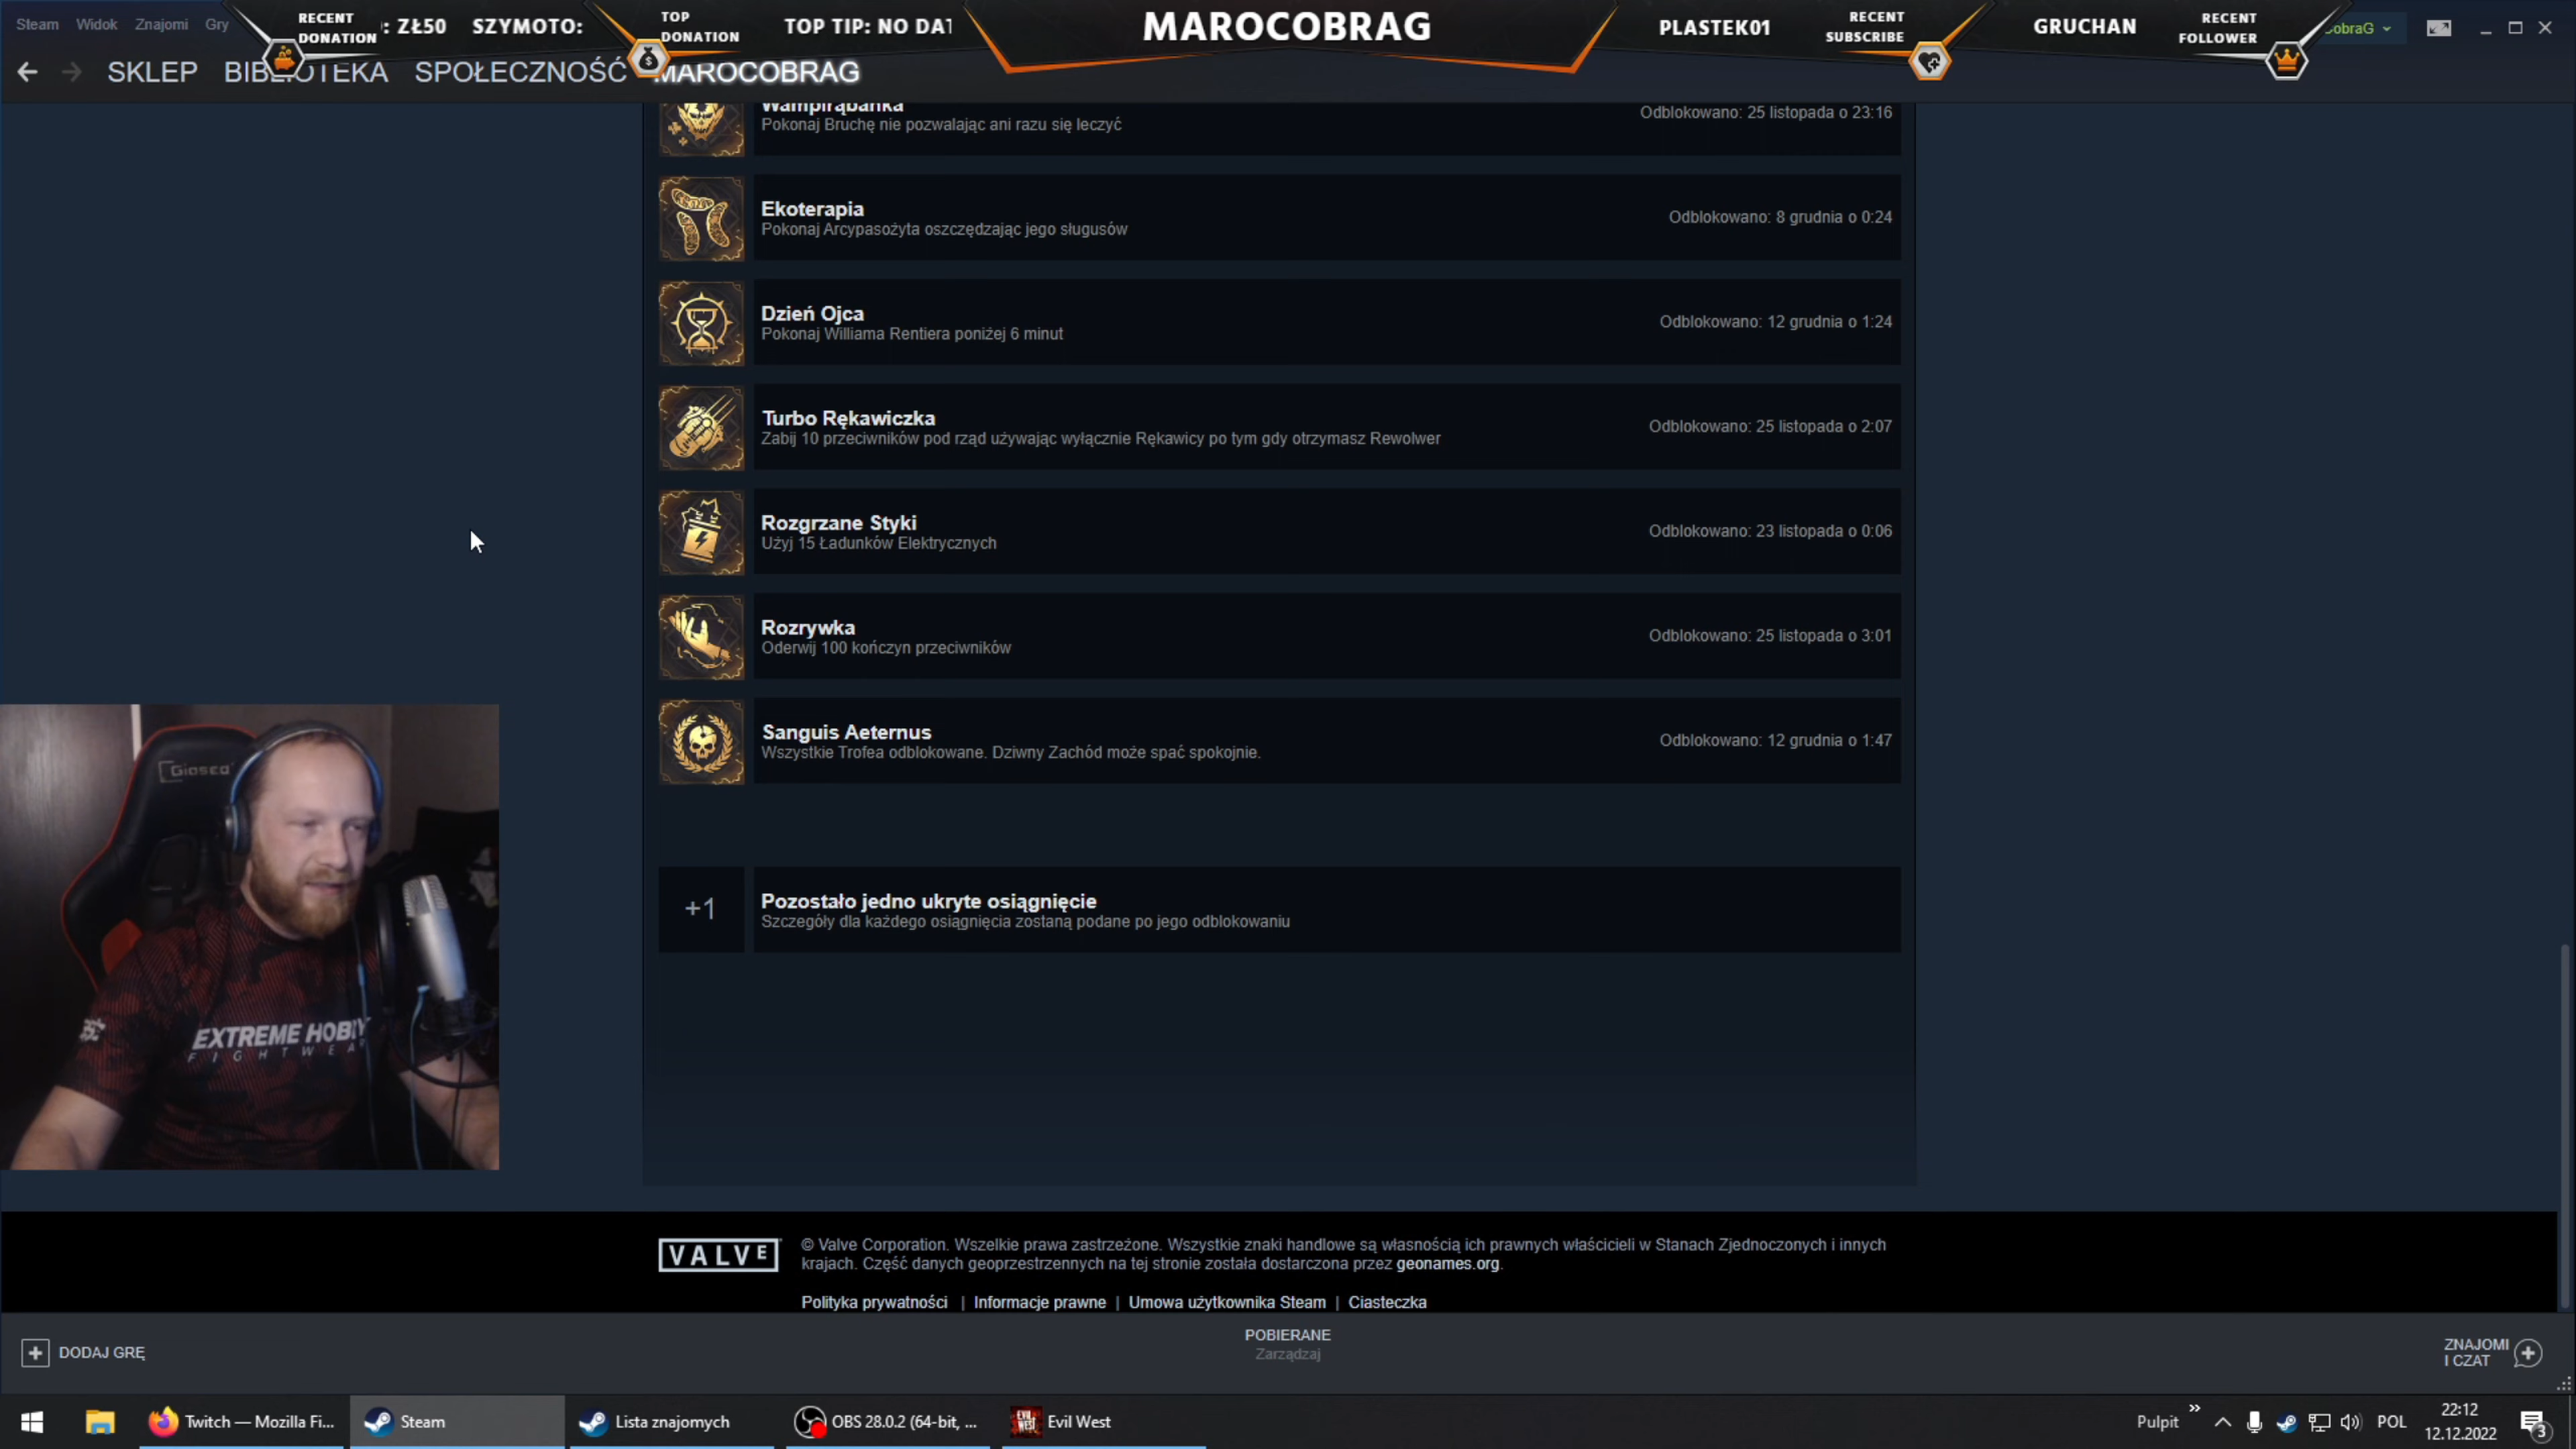 Steam Widok Znajomi Gry
RECENT
DONATION
: ZŁ50 SZYMOTO:
TOP
DONATION
TOP TIP: NO DAT
MAROCOBRAG
PLASTEK01
RECENT
SUBSCRIBE
GRUCHAN
RECENT
FOLLOWER
obraG
SKLEP BIBLIOTEKA SPOŁECZNOŚĆ MAROCOBRAG
Wampirąbanka
Pokonaj Bruchę nie pozwalając ani razu się leczyć
Odblokowano: 25 listopada o 23:16
Ekoterapia
Pokonaj Arcypasożyta oszczędzając jego sługusów
Odblokowano: 8 grudnia o 0:24
Dzień Ojca
Pokonaj Williama Rentiera poniżej 6 minut
Odblokowano: 12 grudnia o 1:24
Turbo Rękawiczka
Zabij 10 przeciwników pod rząd używając wyłącznie Rękawicy po tym gdy otrzymasz Rewolwer
Odblokowano: 25 listopada o 2:07
Rozgrzane Styki
Użyj 15 Ładunków Elektrycznych
Odblokowano: 23 listopada o 0:06
Rozrywka
Oderwij 100 kończyn przeciwników
Odblokowano: 25 listopada o 3:01
Sanguis Aeternus
Wszystkie Trofea odblokowane. Dziwny Zachód może spać spokojnie.
Odblokowano: 12 grudnia o 1:47
+1
Pozostało jedno ukryte osiągnięcie
Szczegóły dla każdego osiągnięcia zostaną podane po jego odblokowaniu
EXTREME HOBBY
FIGHTWEAR
VALVE
© Valve Corporation. Wszelkie prawa zastrzeżone. Wszystkie znaki handlowe są własnością ich prawnych właścicieli w Stanach Zjednoczonych i innych
krajach. Część danych geoprzestrzennych na tej stronie została dostarczona przez geonames.org.
Polityka prywatności | Informacje prawne | Umowa użytkownika Steam | Ciasteczka
DODAJ GRĘ
POBIERANE
Zarządzaj
ZNAJOMI
I CZAT
Twitch — Mozilla Fi...
Steam
Lista znajomych
OBS 28.0.2 (64-bit, ...
Evil West
Pulpit
POL
22:12
12.12.2022
3